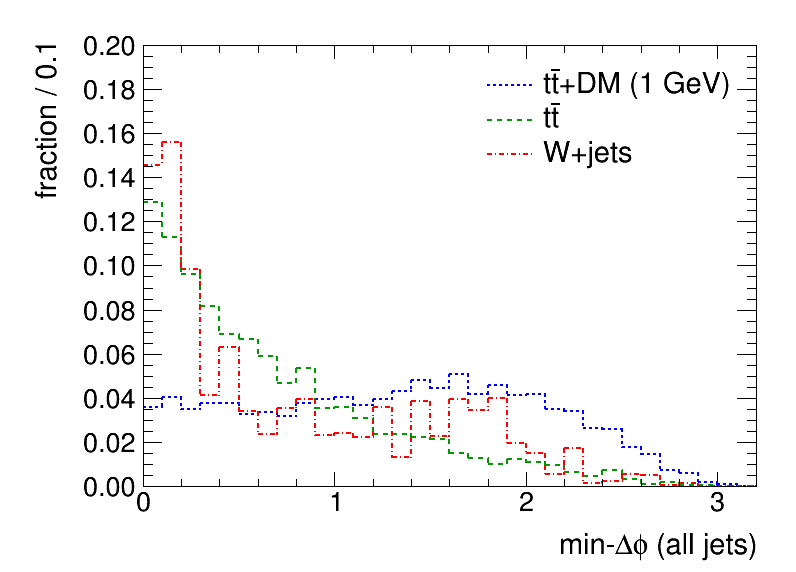 fraction / 0.1
0.20
0.18
0.16
0.14
0.12
0.10
0.08
0.06
0.04
0.02
0.00
tt̄+DM (1 GeV)
tt̄
W+jets
0 1 2 3
min-Δϕ (all jets)